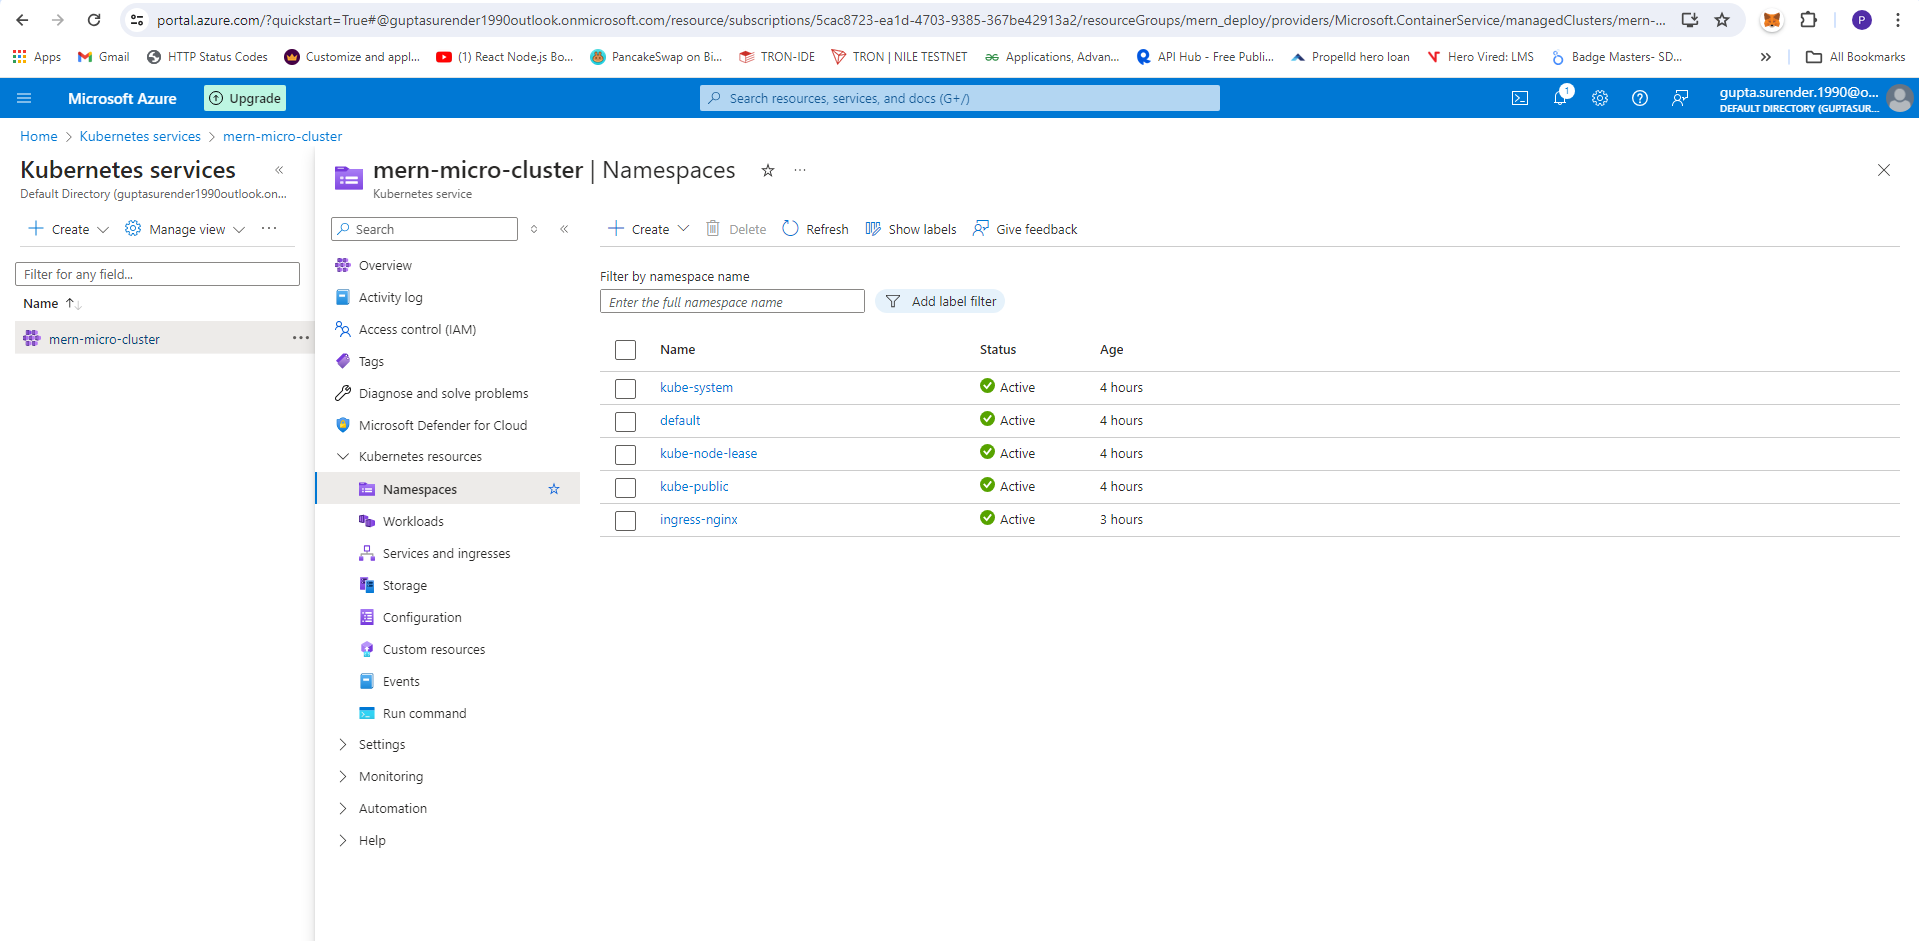 portal.azure.com/?quickstart=True#@guptasurender1990outlook.onmicrosoft.com/resource/subscriptions/5cac8723-ea1d-4703-9385-367be42913a2/resourceGroups/mern_deploy/providers/Microsoft.ContainerService/managedClusters/mern-... P
Apps Gmail HTTP Status Codes Customize and appl... (1) React Node.js Bo... PancakeSwap on Bi... TRON-IDE TRON | NILE TESTNET Applications, Advan... API Hub - Free Publi... Propelld hero loan Hero Vired: LMS Badge Masters- SD... » All Bookmarks
Microsoft Azure Upgrade Search resources, services, and docs (G+/) 1 gupta.surender.1990@o...
DEFAULT DIRECTORY (GUPTASUR...
Home > Kubernetes services > mern-micro-cluster
Kubernetes services «
Default Directory (guptasurender1990outlook.on...
+ Create Manage view ...
Filter for any field...
Name ↑↓
mern-micro-cluster ...
mern-micro-cluster | Namespaces ...
Kubernetes service
Search «
Overview
Activity log
Access control (IAM)
Tags
Diagnose and solve problems
Microsoft Defender for Cloud
Kubernetes resources
Namespaces
Workloads
Services and ingresses
Storage
Configuration
Custom resources
Events
Run command
Settings
Monitoring
Automation
Help
+ Create Delete Refresh Show labels Give feedback
Filter by namespace name
Enter the full namespace name Add label filter
Name Status Age
kube-system Active 4 hours
default Active 4 hours
kube-node-lease Active 4 hours
kube-public Active 4 hours
ingress-nginx Active 3 hours